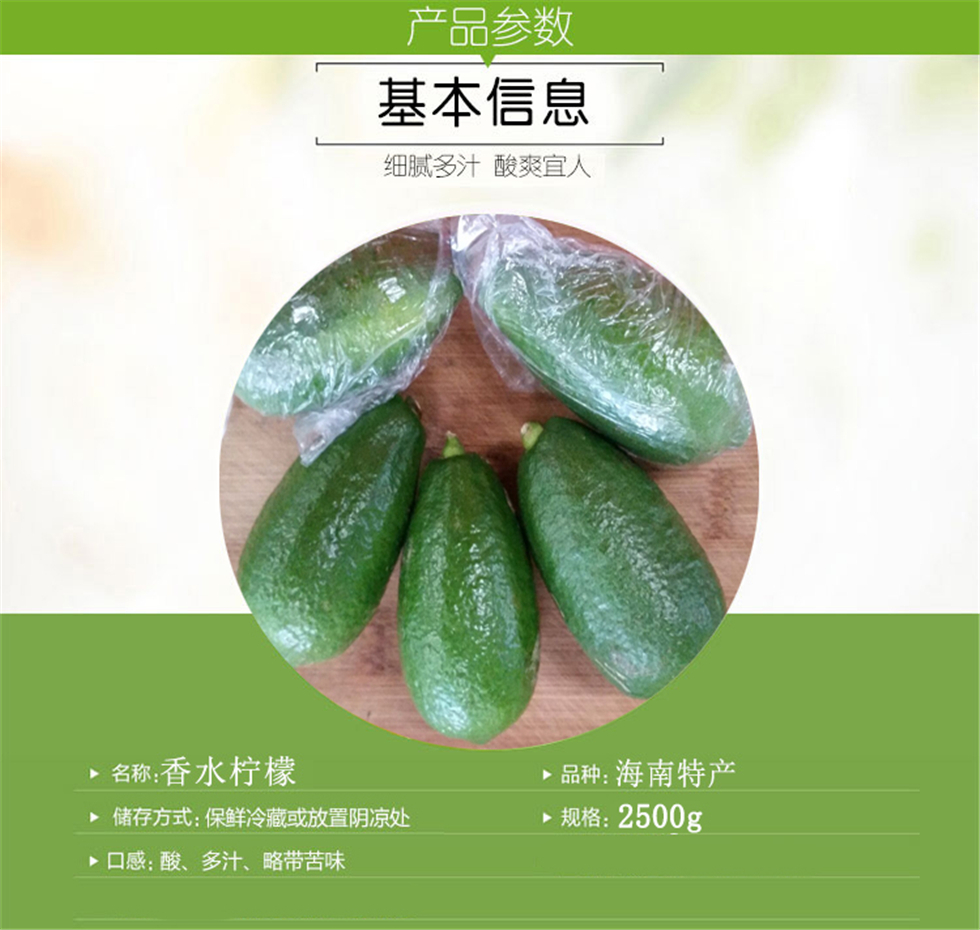 产品参数
基本信息
细腻多汁 酸爽宜人
名称:香水柠檬
品种: 海南特产
储存方式: 保鲜冷藏或放置阴凉处
规格: 2500g
口感: 酸、多汁、略带苦味